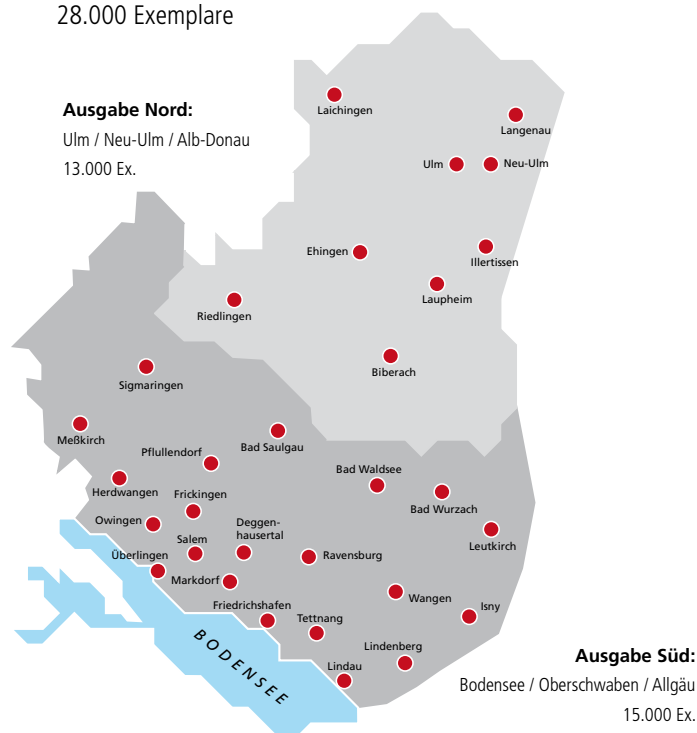 28.000 Exemplare
Ausgabe Nord:
Ulm / Neu-Ulm / Alb-Donau
13.000 Ex.
Laichingen
Langenau
Ulm
Neu-Ulm
Ehingen
Illertissen
Laupheim
Riedlingen
Biberach
Sigmaringen
Meßkirch
Bad Saulgau
Pflullendorf
Bad Waldsee
Herdwangen
Frickingen
Bad Wurzach
Owingen
Deggen-
hausertal
Salem
Leutkirch
Überlingen
Ravensburg
Markdorf
Wangen
Isny
Friedrichshafen
Tettnang
BODENSEE
Lindenberg
Lindau
Ausgabe Süd:
Bodensee / Oberschwaben / Allgäu
15.000 Ex.